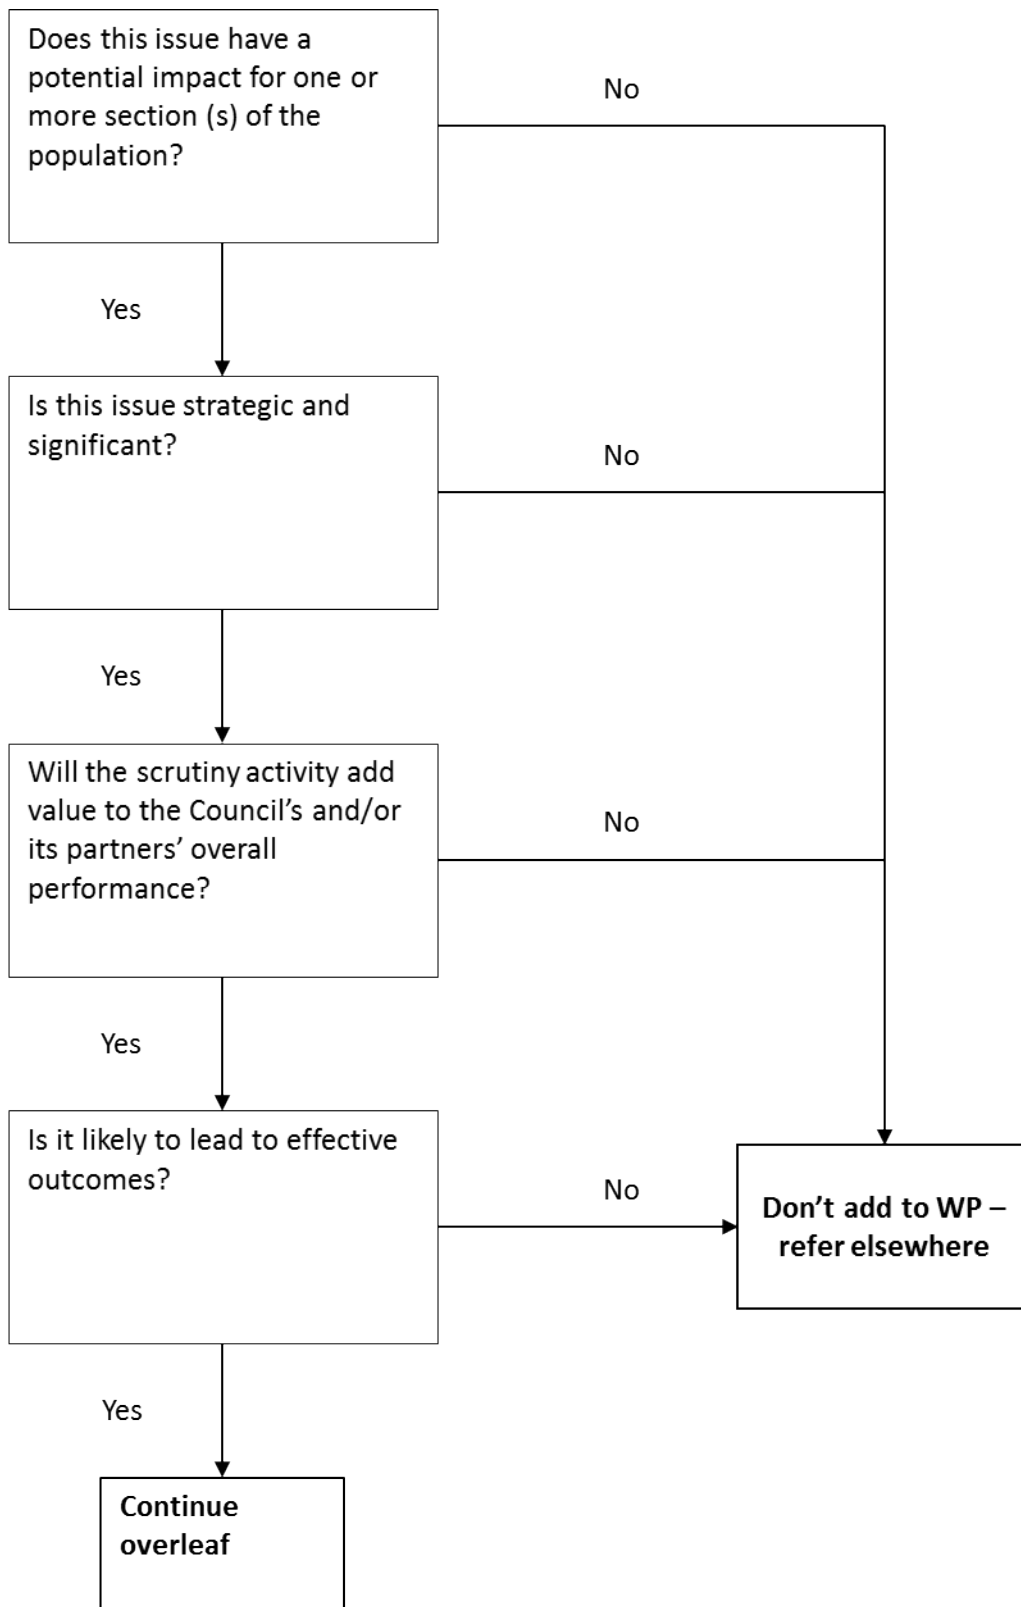 Does this issue have a
potential impact for one or
more section (s) of the
population?
No
Yes
Is this issue strategic and
significant?
No
Yes
Will the scrutiny activity add
value to the Council’s and/or
its partners’ overall
performance?
No
Yes
Is it likely to lead to effective
outcomes?
No
Don’t add to WP –
refer elsewhere
Yes
Continue
overleaf